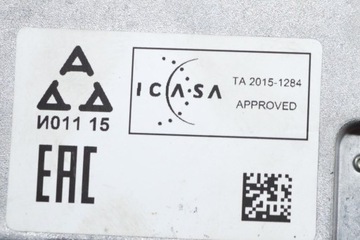 И011 15
EAC
ICASA
TA 2015-1284
APPROVED